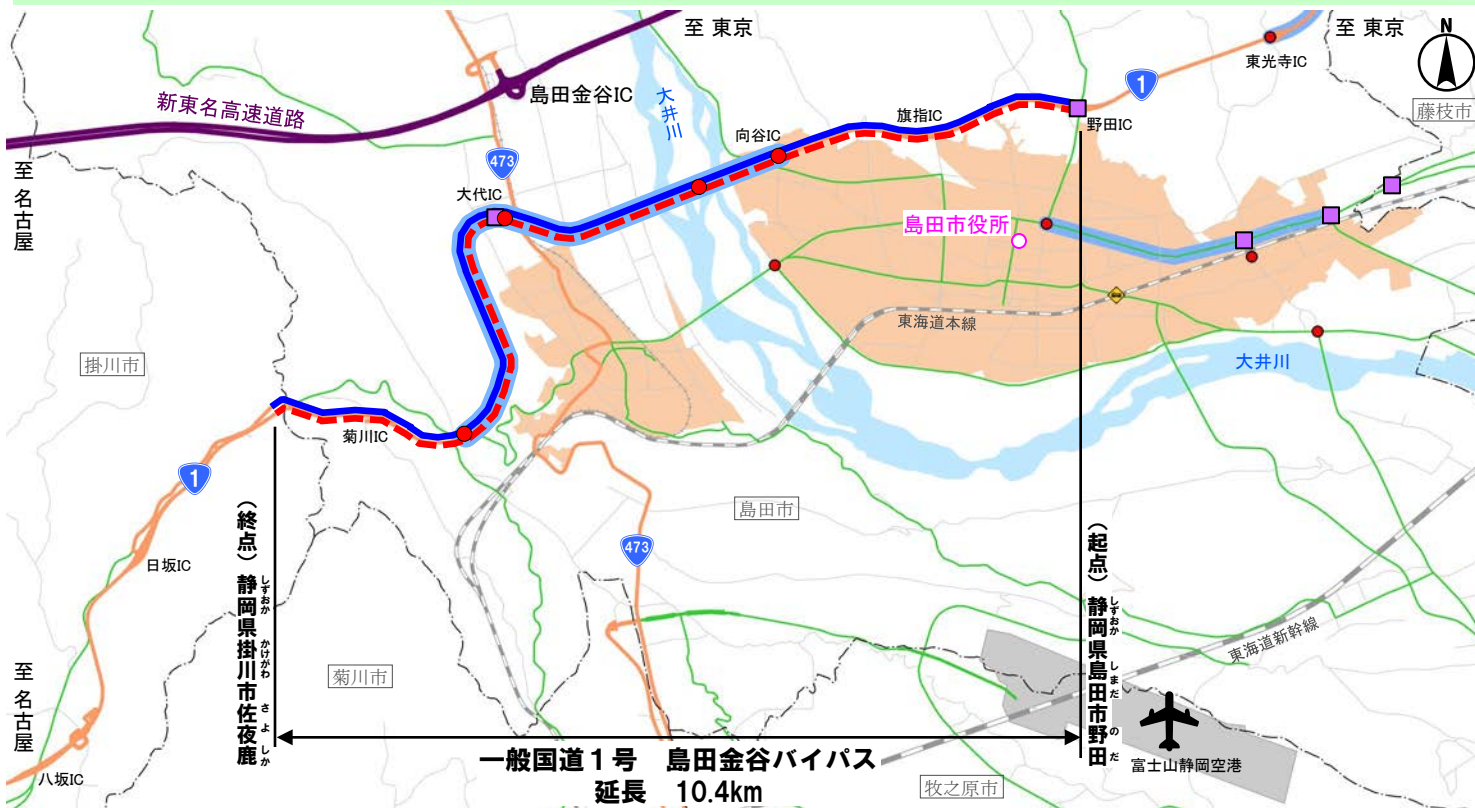 至 東京
至 東京
N
東光寺IC
1
島田金谷IC
新東名高速道路
大井川
藤枝市
旗指IC
野田IC
向谷IC
473
至 名古屋
大代IC
島田市役所
東海道本線
大井川
掛川市
菊川IC
1
島田市
473
日坂IC
（終点）静岡県掛川市佐夜鹿
しずおか かけがわ さよしか
（起点）静岡県島田市野田
しずおか しまだ のだ
東海道新幹線
至 名古屋
菊川市
一般国道１号 島田金谷バイパス
延長 10.4km
富士山静岡空港
八坂IC
牧之原市